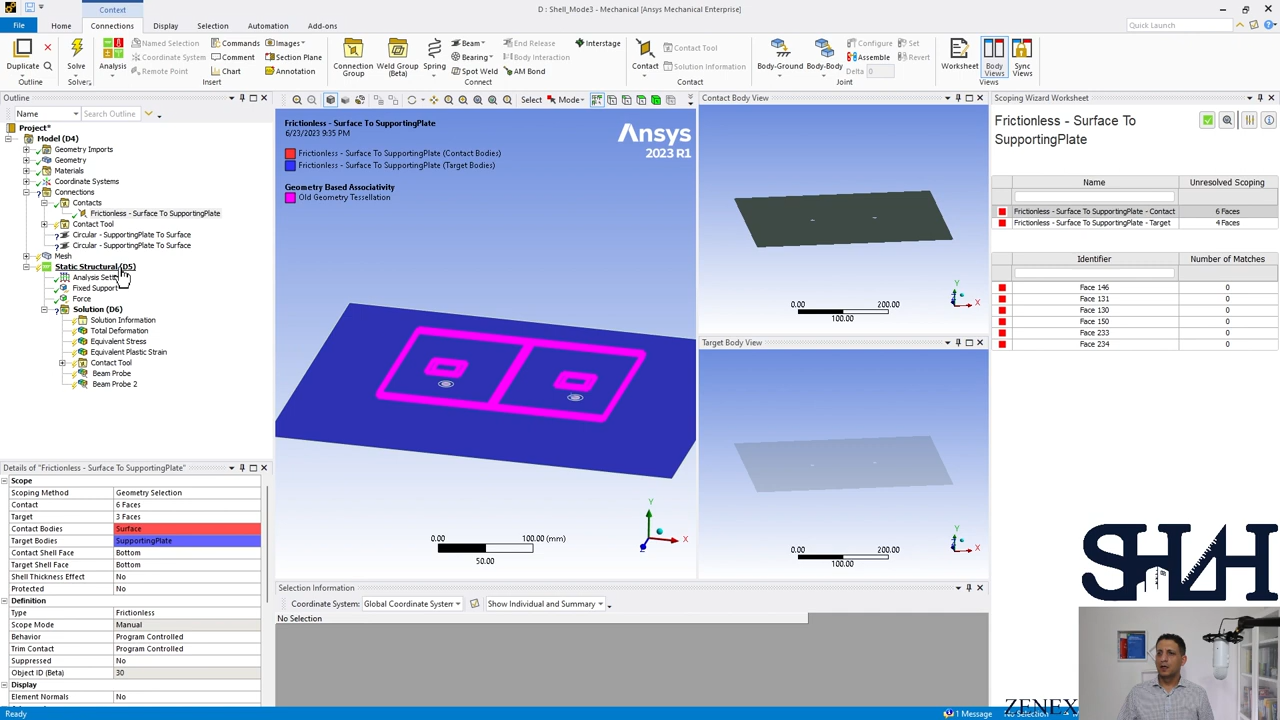 Context
D : Shell_Mode3 - Mechanical [Ansys Mechanical Enterprise]
File Home Connections Display Selection Automation Add-ons
Quick Launch
Duplicate
Outline
Solve
Solver
Analysis
Named Selection
Coordinate System
Remote Point
Commands
Comment
Chart
Images
Section Plane
Annotation
Insert
Connection Group
Weld Group (Beta)
Spring
Beam
Bearing
Spot Weld
End Release
Body Interaction
AM Bond
Connect
Interstage
Contact
Contact Tool
Solution Information
Contact
Body-Ground
Body-Body
Configure
Assemble
Delta 0
Set
Revert
Joint
Worksheet
Body Views
Sync Views
Views
Outline
Name Search Outline
Project*
Model (D4)
Geometry Imports
Geometry
Materials
Coordinate Systems
Connections
Contacts
Frictionless - Surface To SupportingPlate
Contact Tool
Circular - SupportingPlate To Surface
Circular - SupportingPlate To Surface
Mesh
Static Structural (D5)
Fixed Support
Force
Solution (D6)
Solution Information
Total Deformation
Equivalent Stress
Equivalent Plastic Strain
Contact Tool
Beam Probe
Beam Probe 2
Select Mode
Frictionless - Surface To SupportingPlate
6/23/2023 9:35 PM
Frictionless - Surface To SupportingPlate (Contact Bodies)
Frictionless - Surface To SupportingPlate (Target Bodies)
Geometry Based Associativity
Old Geometry Tessellation
Ansys
2023 R1
0.00 100.00 (mm)
50.00
Y
X
Contact Body View
0.00 200.00
100.00
X
Target Body View
0.00 200.00
100.00
X
Scoping Wizard Worksheet
Frictionless - Surface To
SupportingPlate
Name Unresolved Scoping
Frictionless - Surface To SupportingPlate - Contact 6 Faces
Frictionless - Surface To SupportingPlate - Target 4 Faces
Identifier Number of Matches
Face 146 0
Face 131 0
Face 130 0
Face 150 0
Face 233 0
Face 234 0
Details of "Frictionless - Surface To SupportingPlate"
Scope
Scoping Method Geometry Selection
Contact 6 Faces
Target 3 Faces
Contact Bodies Surface
Target Bodies SupportingPlate
Contact Shell Face Bottom
Target Shell Face Bottom
Shell Thickness Effect No
Protected No
Definition
Type Frictionless
Scope Mode Manual
Behavior Program Controlled
Trim Contact Program Controlled
Suppressed No
Object ID (Beta) 30
Display
Element Normals No
Selection Information
Coordinate System: Global Coordinate System Show Individual and Summary
No Selection
Ready
1 Message
ZENEX